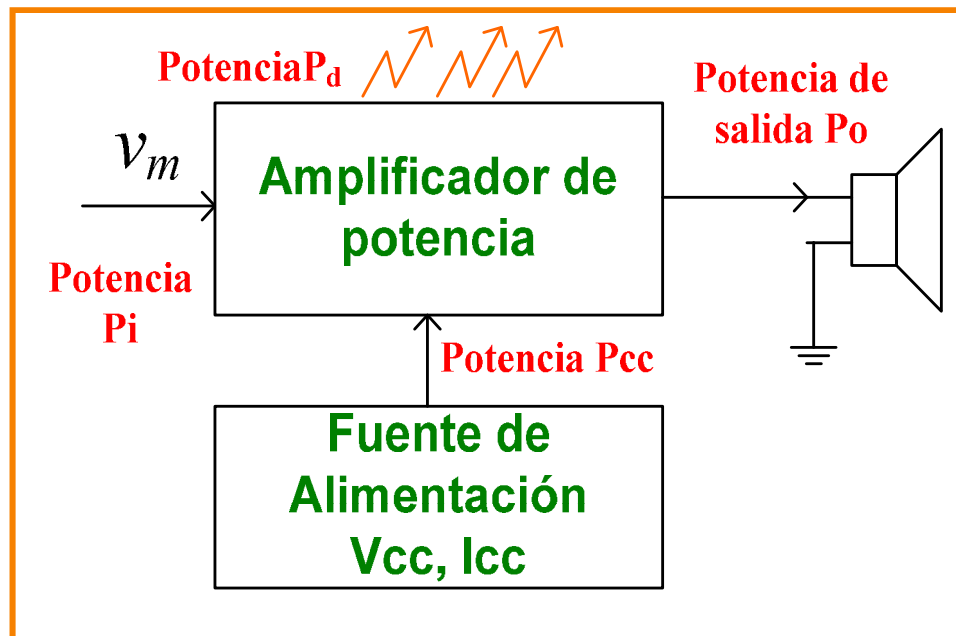 PotenciaPd
Potencia de
salida Po
vm
Amplificador de
potencia
Potencia
Pi
Potencia Pcc
Fuente de
Alimentación
Vcc, Icc